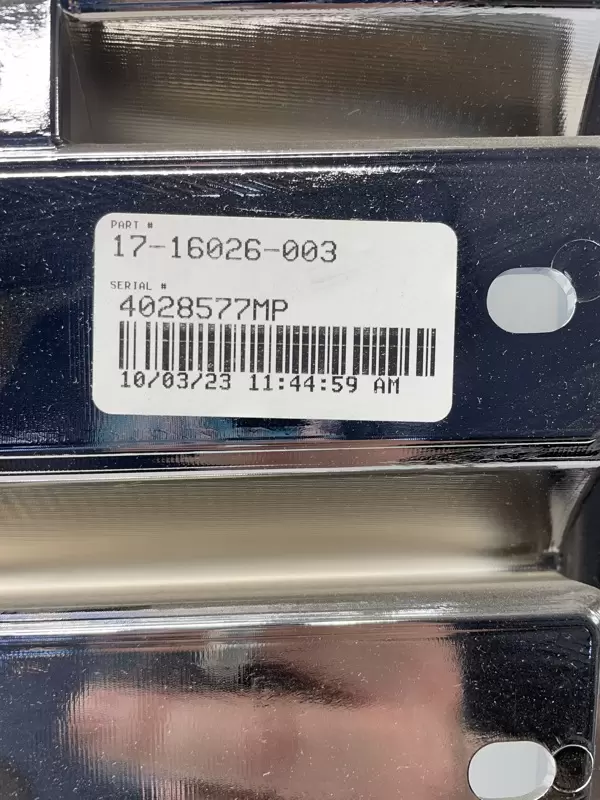 PART #
17-16026-003
SERIAL #
4028577MP
10/03/23 11:44:59 AM